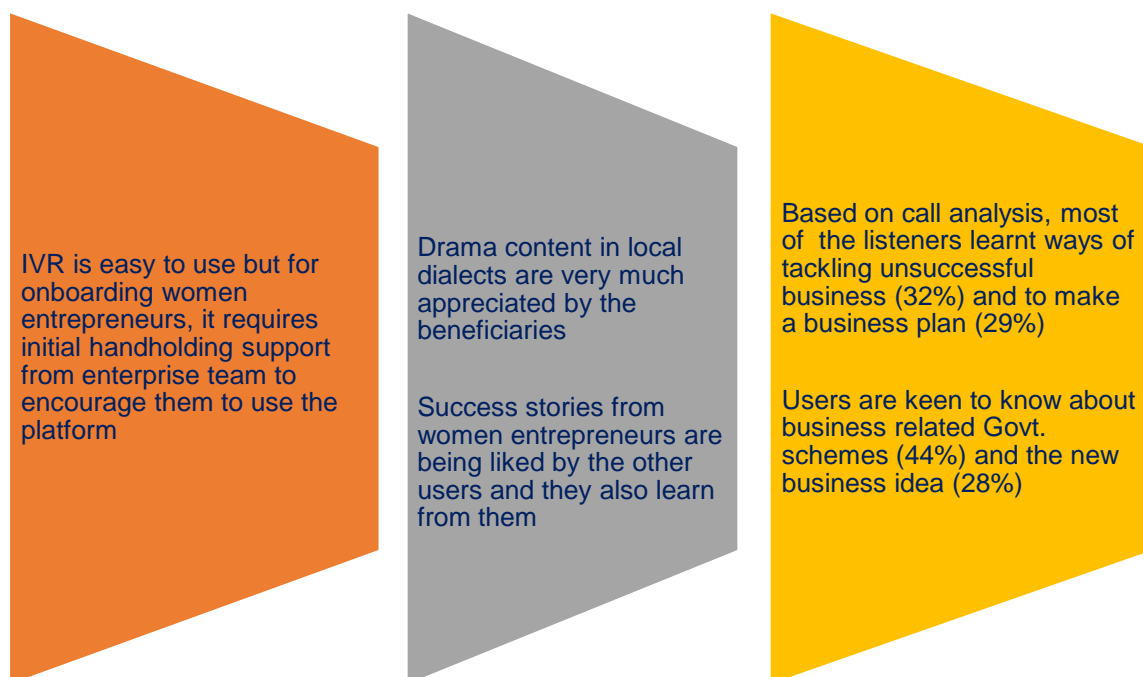 IVR is easy to use but for
onboarding women
entrepreneurs, it requires
initial handholding support
from enterprise team to
encourage them to use the
platform
Drama content in local
dialects are very much
appreciated by the
beneficiaries
Success stories from
women entrepreneurs are
being liked by the other
users and they also learn
from them
Based on call analysis, most
of  the listeners learnt ways of
tackling unsuccessful
business (32%) and to make
a business plan (29%)
Users are keen to know about
business related Govt.
schemes (44%) and the new
business idea (28%)